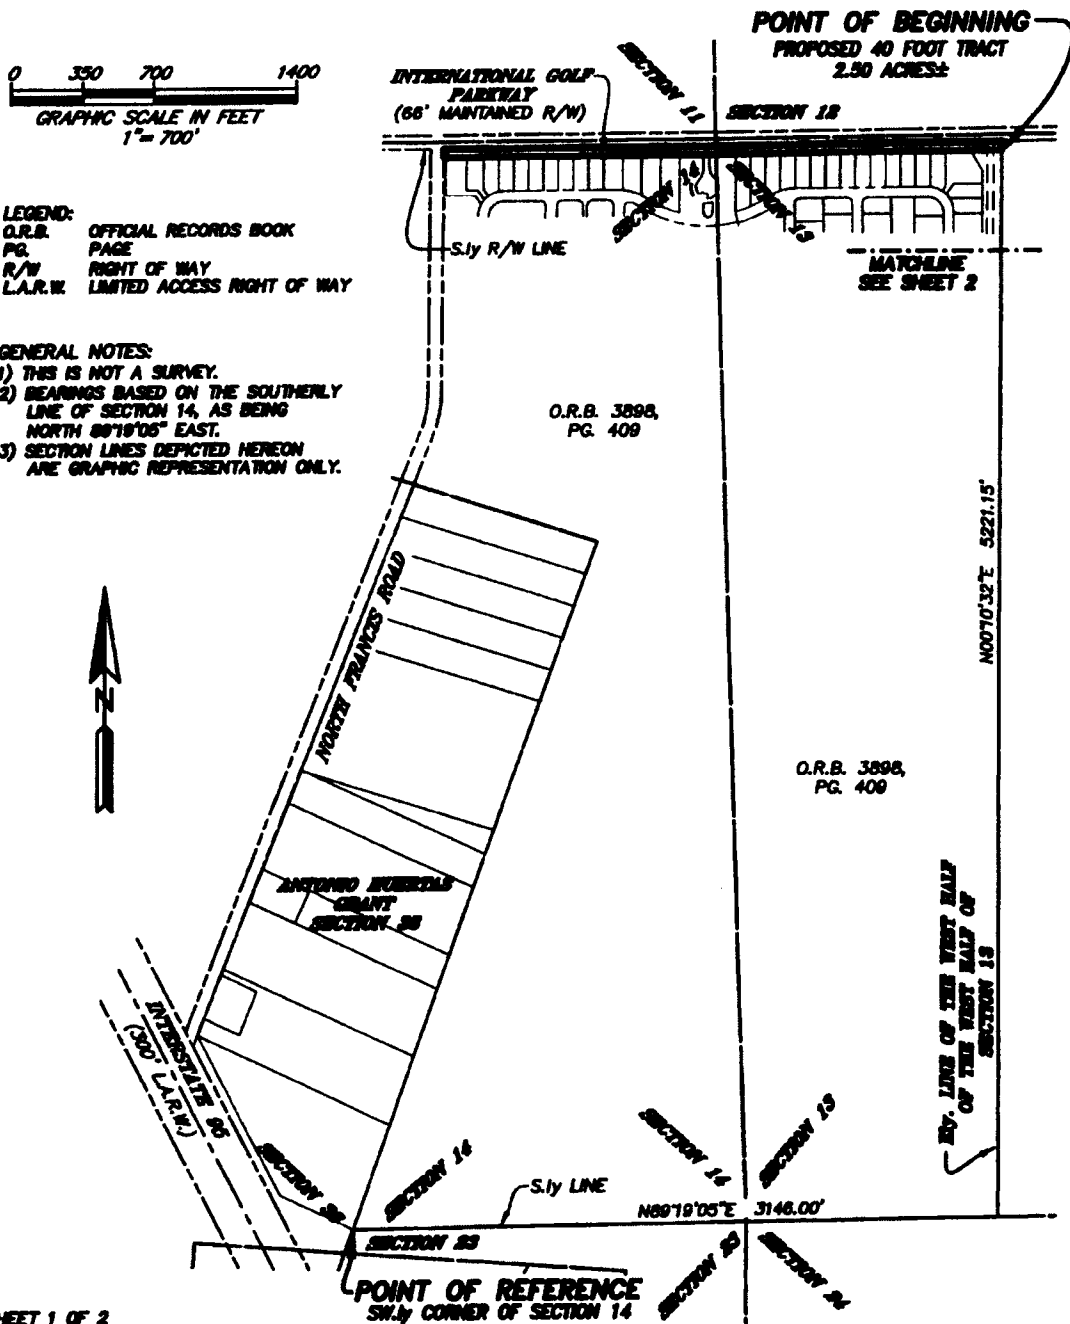 POINT OF BEGINNING
PROPOSED 40 FOOT TRACT
2.50 ACRES±
0 350 700 1400
GRAPHIC SCALE IN FEET
1"= 700'
INTERNATIONAL GOLF
PARKWAY
(66' MAINTAINED R/W)
SECTION 11
SECTION 12
SECTION 14
SECTION 13
LEGEND:
O.R.B. OFFICIAL RECORDS BOOK
PG. PAGE
R/W RIGHT OF WAY
L.A.R.W. LIMITED ACCESS RIGHT OF WAY
S.ly R/W LINE
MATCHLINE
SEE SHEET 2
GENERAL NOTES:
1) THIS IS NOT A SURVEY.
2) BEARINGS BASED ON THE SOUTHERLY
LINE OF SECTION 14, AS BEING
NORTH 89°19'05" EAST.
3) SECTION LINES DEPICTED HEREON
ARE GRAPHIC REPRESENTATION ONLY.
O.R.B. 3898,
PG. 409
N00°10'32"E 5221.15'
NORTH FRANCES ROAD
N
O.R.B. 3898,
PG. 409
ANTONIO HUERTAS
GRANT
SECTION 38
Ely. LINE OF THE WEST HALF
OF THE WEST HALF OF
SECTION 13
INTERSTATE 95
(300' L.A.R.W.)
SECTION 38
SECTION 14
SECTION 14
SECTION 13
S.ly LINE
N89°19'05"E 3146.00'
SECTION 23
SECTION 23
SECTION 24
POINT OF REFERENCE
SW.ly CORNER OF SECTION 14
HEET 1 OF 2